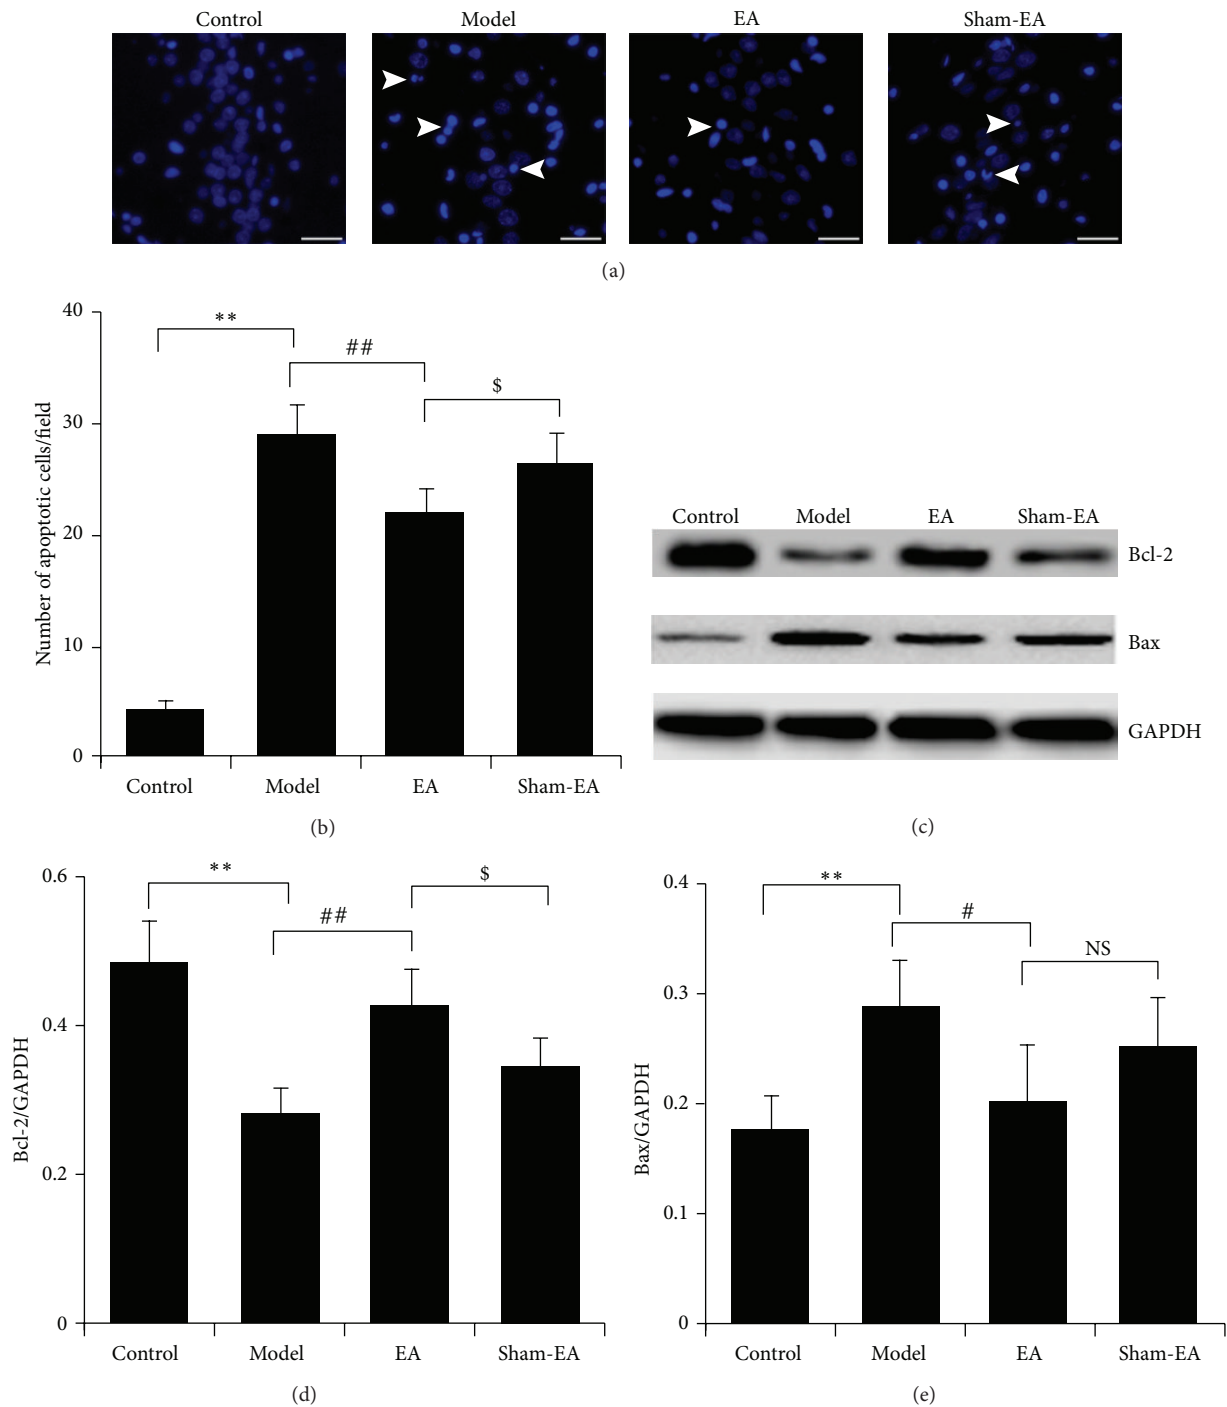 Control Model EA Sham-EA
(a)
40
30
20
10
0
Number of apoptotic cells/field
**
##
$
Control Model EA Sham-EA
(b)
Control Model EA Sham-EA
Bcl-2
Bax
GAPDH
(c)
0.6
0.4
0.2
0
Bcl-2/GAPDH
**
##
$
Control Model EA Sham-EA
(d)
0.4
0.3
0.2
0.1
0
Bax/GAPDH
**
#
NS
Control Model EA Sham-EA
(e)